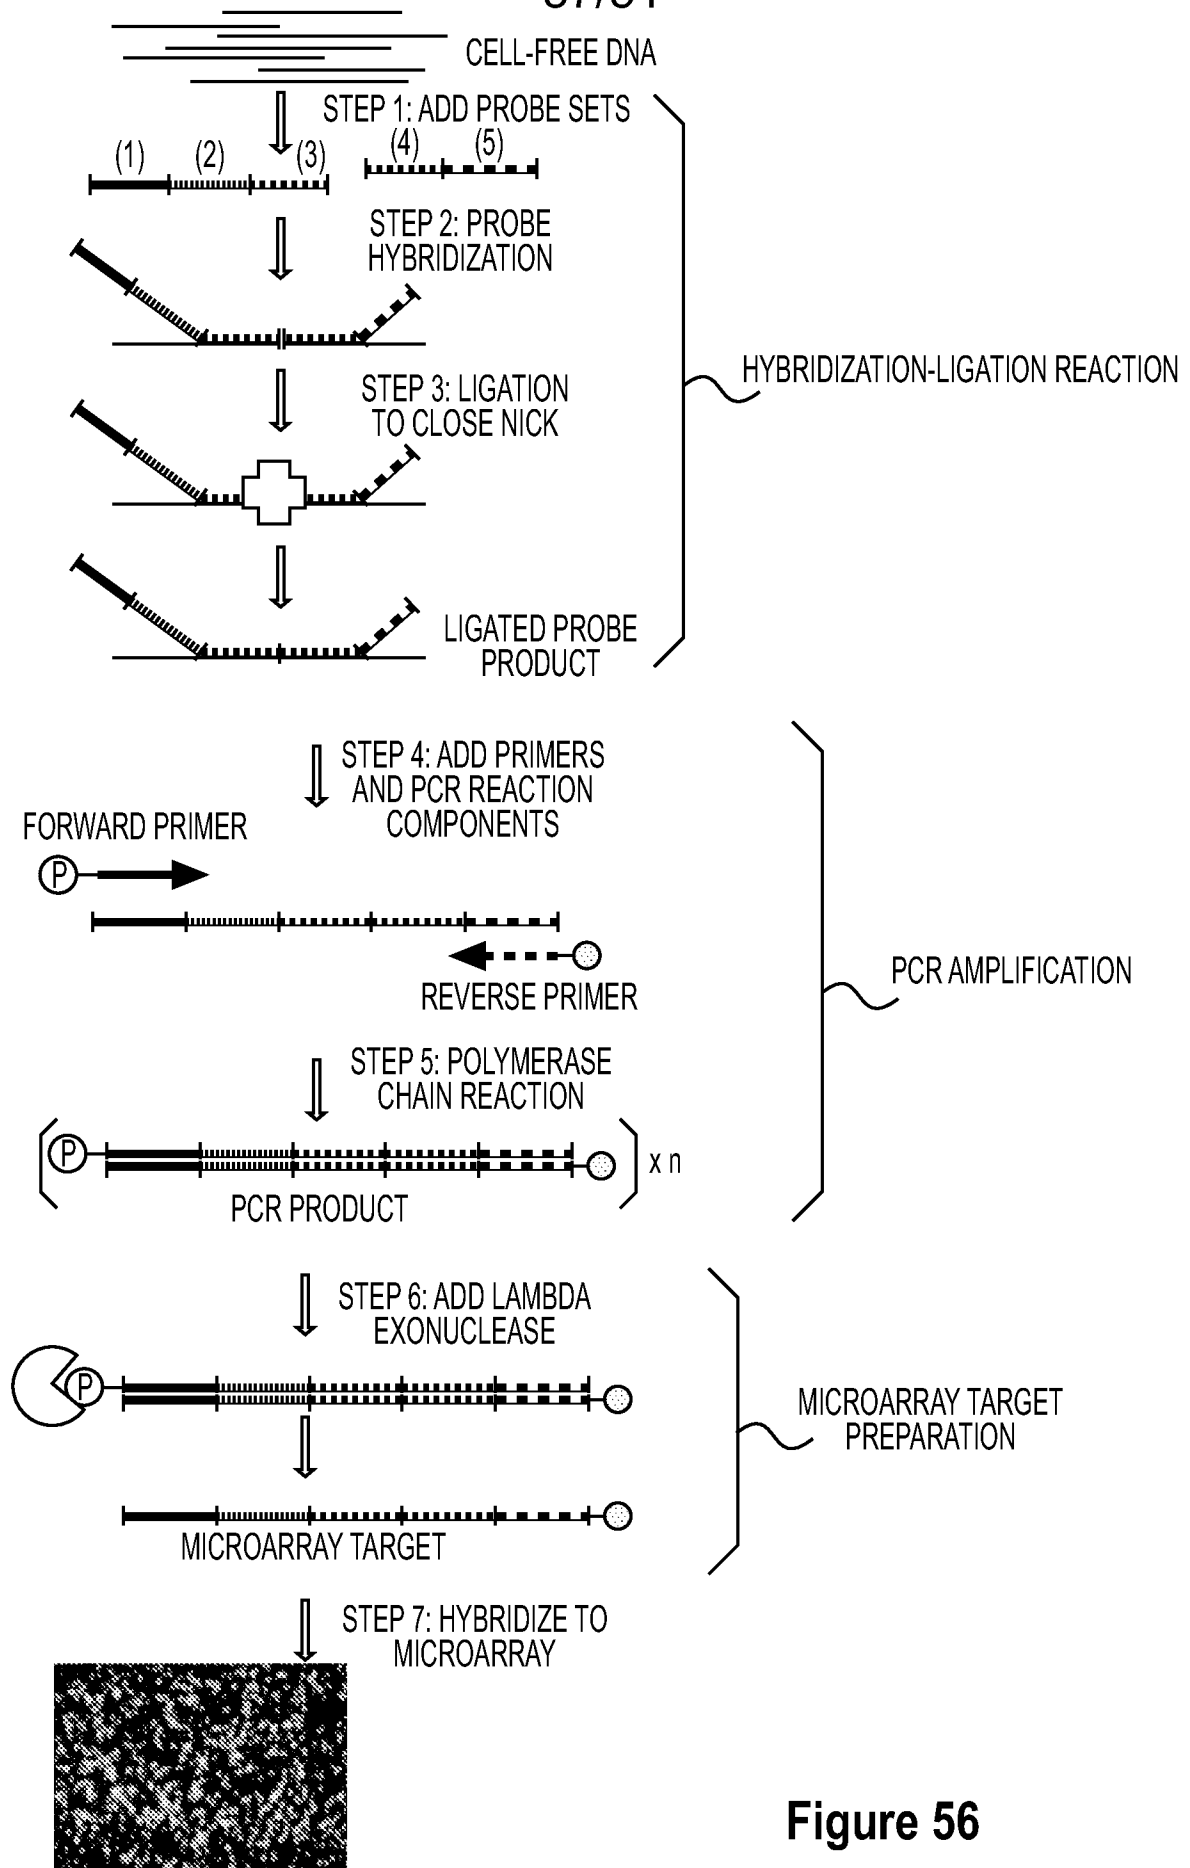 CELL-FREE DNA
STEP 1: ADD PROBE SETS
(1) (2) (3) (4) (5)
STEP 2: PROBE
HYBRIDIZATION
STEP 3: LIGATION
TO CLOSE NICK
HYBRIDIZATION-LIGATION REACTION
LIGATED PROBE
PRODUCT
STEP 4: ADD PRIMERS
AND PCR REACTION
COMPONENTS
FORWARD PRIMER
P
REVERSE PRIMER
PCR AMPLIFICATION
STEP 5: POLYMERASE
CHAIN REACTION
P
x n
PCR PRODUCT
STEP 6: ADD LAMBDA
EXONUCLEASE
P
MICROARRAY TARGET
PREPARATION
MICROARRAY TARGET
STEP 7: HYBRIDIZE TO
MICROARRAY
Figure 56